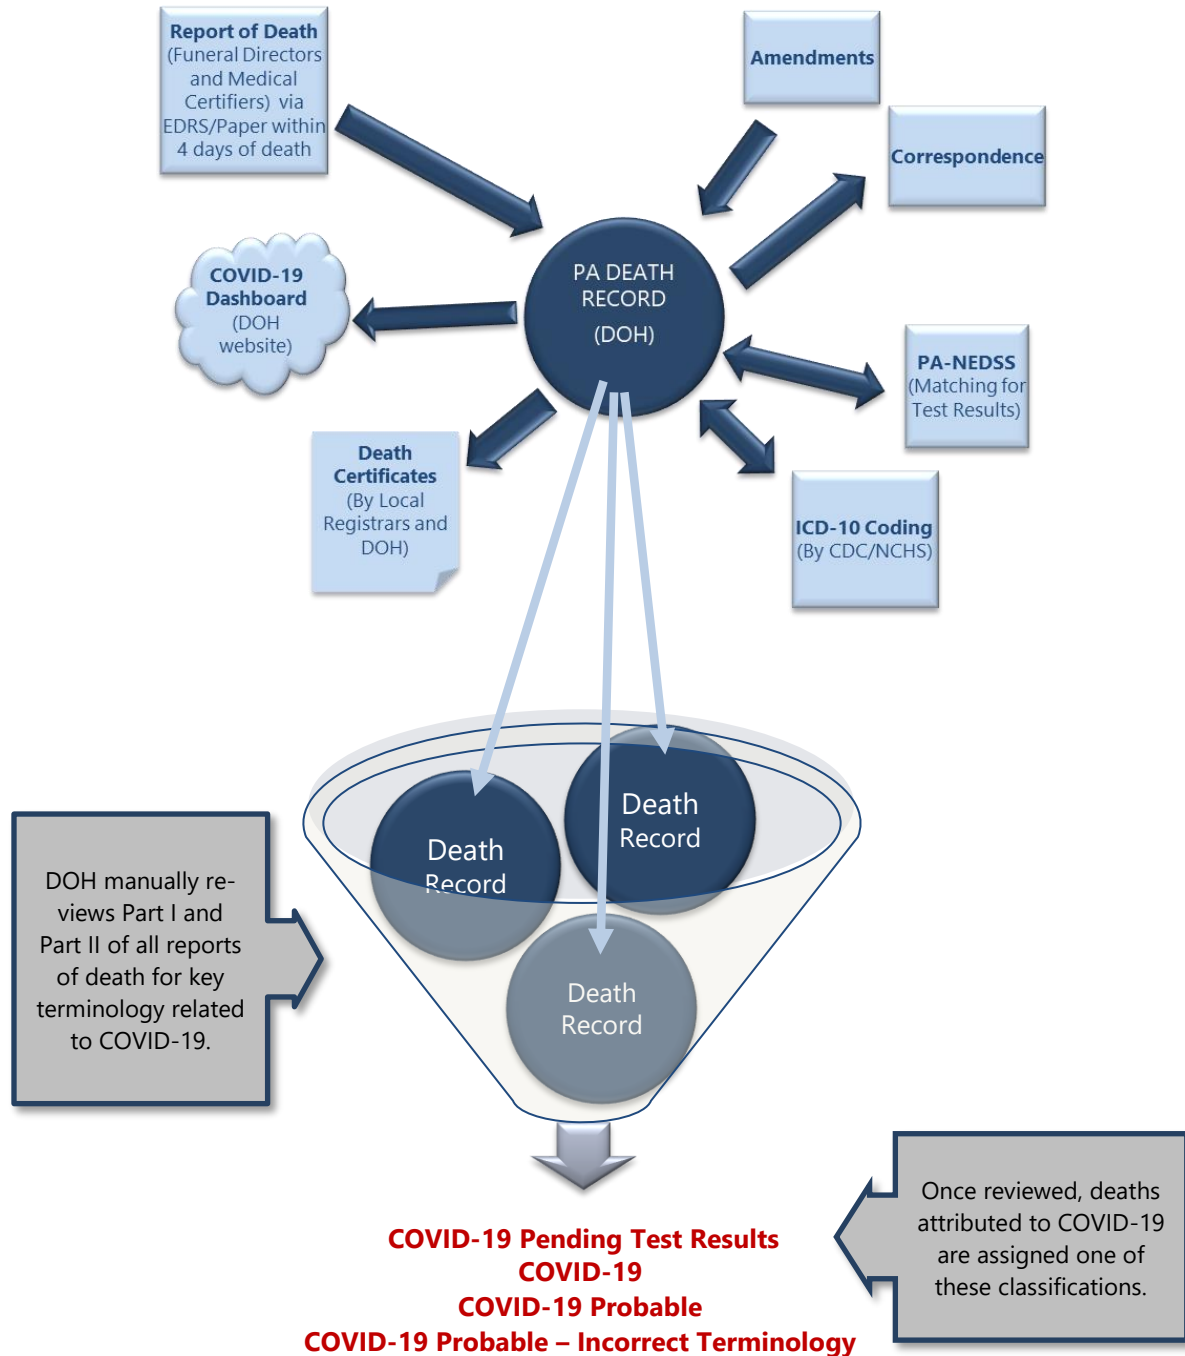 Report of Death
(Funeral Directors
and Medical
Certifiers) via
EDRS/Paper within
4 days of death
Amendments
Correspondence
COVID-19
Dashboard
(DOH
website)
PA DEATH
RECORD
(DOH)
PA-NEDSS
(Matching for
Test Results)
Death
Certificates
(By Local
Registrars and
DOH)
ICD-10 Coding
(By CDC/NCHS)
Death
Record
Death
Record
Death
Record
DOH manually re-
views Part I and
Part II of all reports
of death for key
terminology related
to COVID-19.
Once reviewed, deaths
attributed to COVID-19
are assigned one of
these classifications.
COVID-19 Pending Test Results
COVID-19
COVID-19 Probable
COVID-19 Probable – Incorrect Terminology